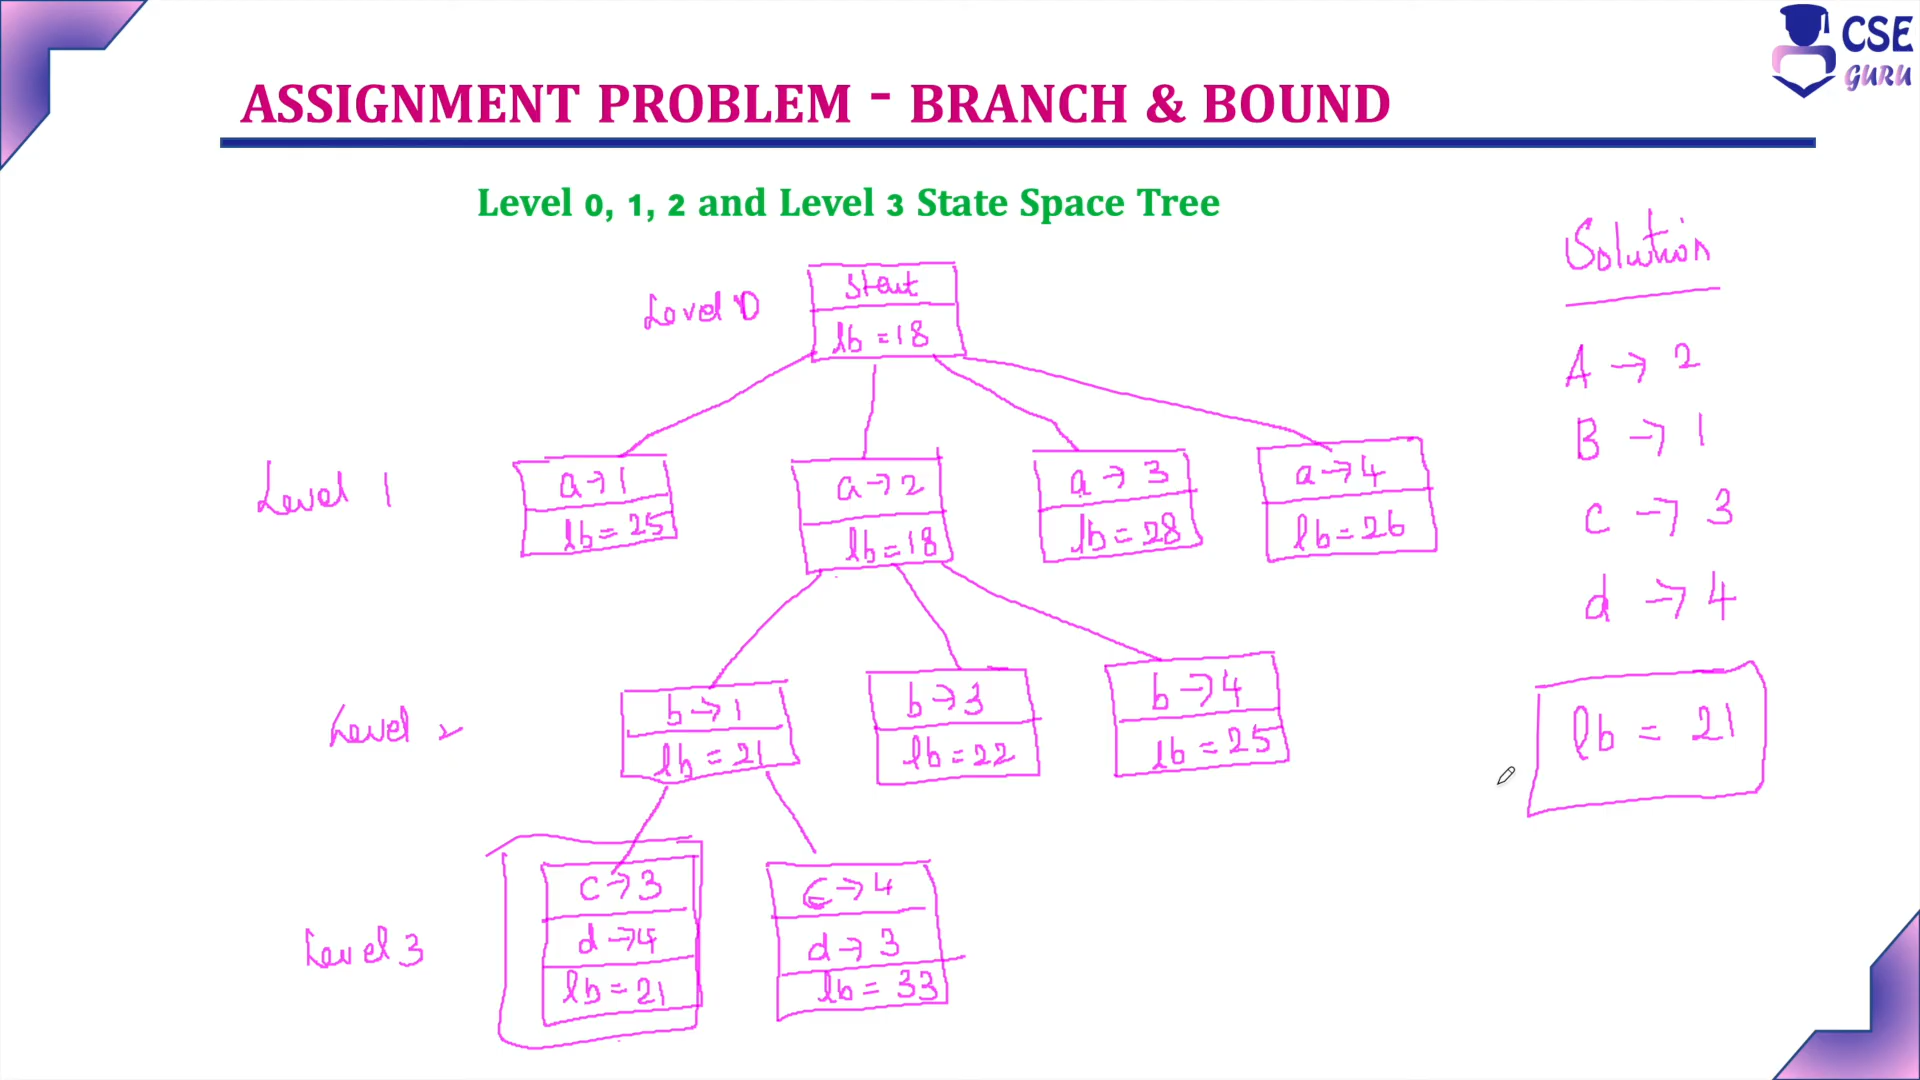 CSE
GURU
ASSIGNMENT PROBLEM - BRANCH & BOUND
Level 0, 1, 2 and Level 3 State Space Tree
Solution
Level 0
Start
lb = 18
A → 2
B → 1
C → 3
d → 4
lb = 21
Level 1
a → 1
lb = 25
a → 2
lb = 18
a → 3
lb = 28
a → 4
lb = 26
Level 2
b → 1
lb = 21
b → 3
lb = 22
b → 4
lb = 25
Level 3
c → 3
d → 4
lb = 21
c → 4
d → 3
lb = 33